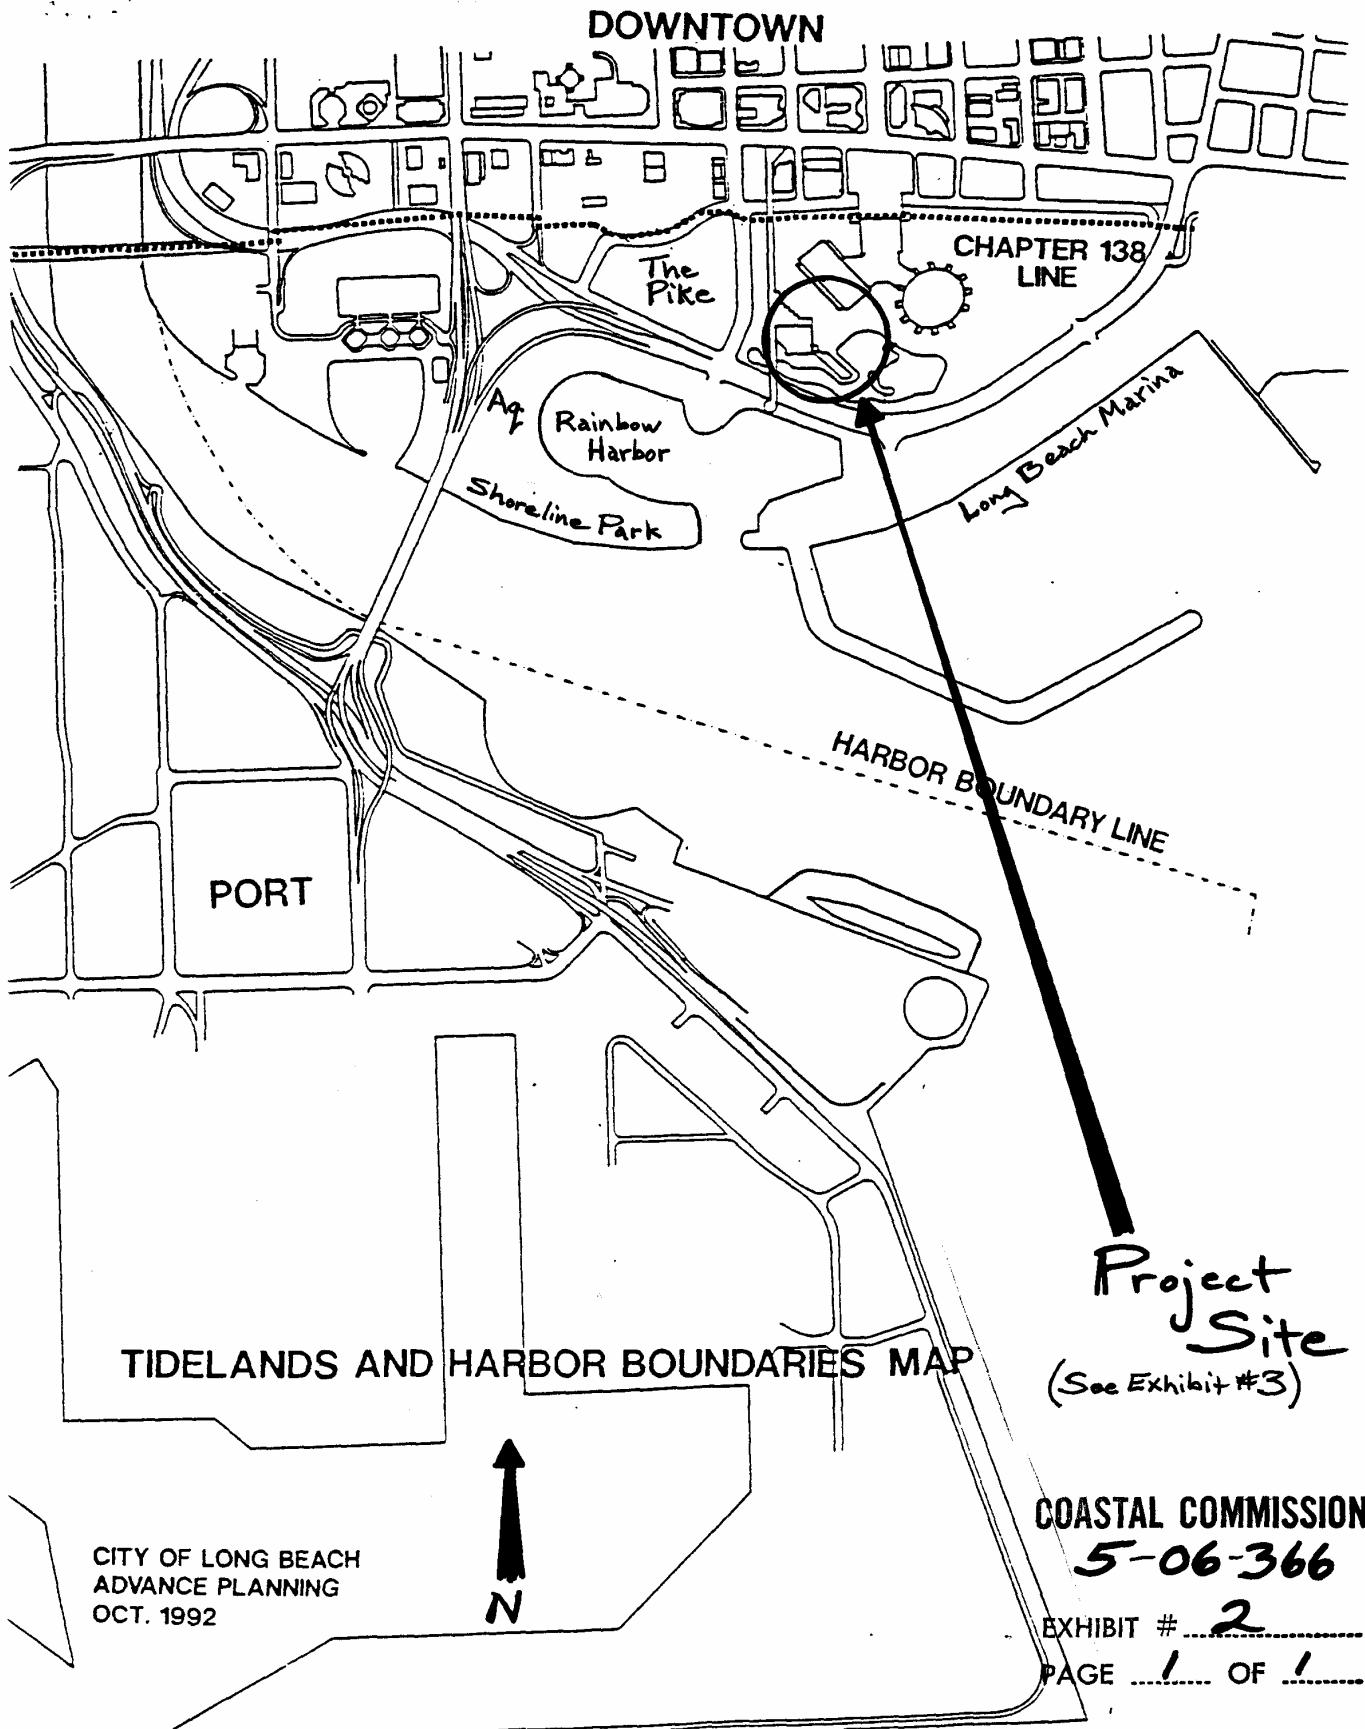 DOWNTOWN
CHAPTER 138
LINE
The
Pike
Aq
Rainbow
Harbor
Shoreline Park
Long Beach Marina
HARBOR BOUNDARY LINE
PORT
Project
Site
(See Exhibit #3)
TIDELANDS AND HARBOR BOUNDARIES MAP
N
CITY OF LONG BEACH
ADVANCE PLANNING
OCT. 1992
COASTAL COMMISSION
5-06-366
EXHIBIT # 2
PAGE 1 OF 1